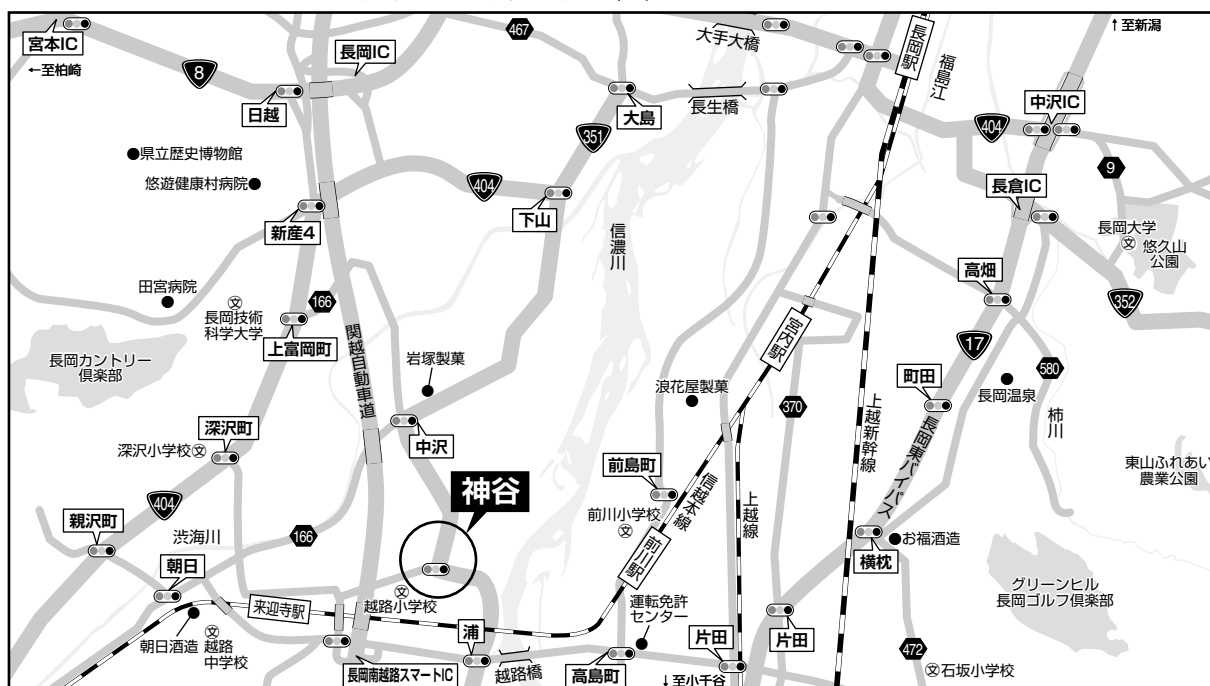 宮本IC
←至柏崎
8
日越
長岡IC
467
大手大橋
長岡駅
福島江
↑至新潟
大島
長生橋
351
404
中沢IC
9
県立歴史博物館
悠遊健康村病院
404
下山
新産4
信濃川
長倉IC
長岡大学
文
悠久山
公園
高畑
352
田宮病院
文
長岡技術
科学大学
166
上富岡町
関越自動車道
宮内駅
17
長岡カントリー
倶楽部
岩塚製菓
浪花屋製菓
370
上越新幹線
町田
長岡温泉
580
柿川
深沢町
深沢小学校文
中沢
長岡東バイパス
東山ふれあい
農業公園
404
神谷
前島町
信越本線
上越線
親沢町
渋海川
166
前川小学校
文
前川駅
横枕
お福酒造
朝日
グリーンヒル
長岡ゴルフ倶楽部
来迎寺駅
文
越路小学校
運転免許
センター
朝日酒造
文
越路
中学校
浦
片田
片田
長岡南越路スマートIC
越路橋
高島町
↓至小千谷
472
文石坂小学校